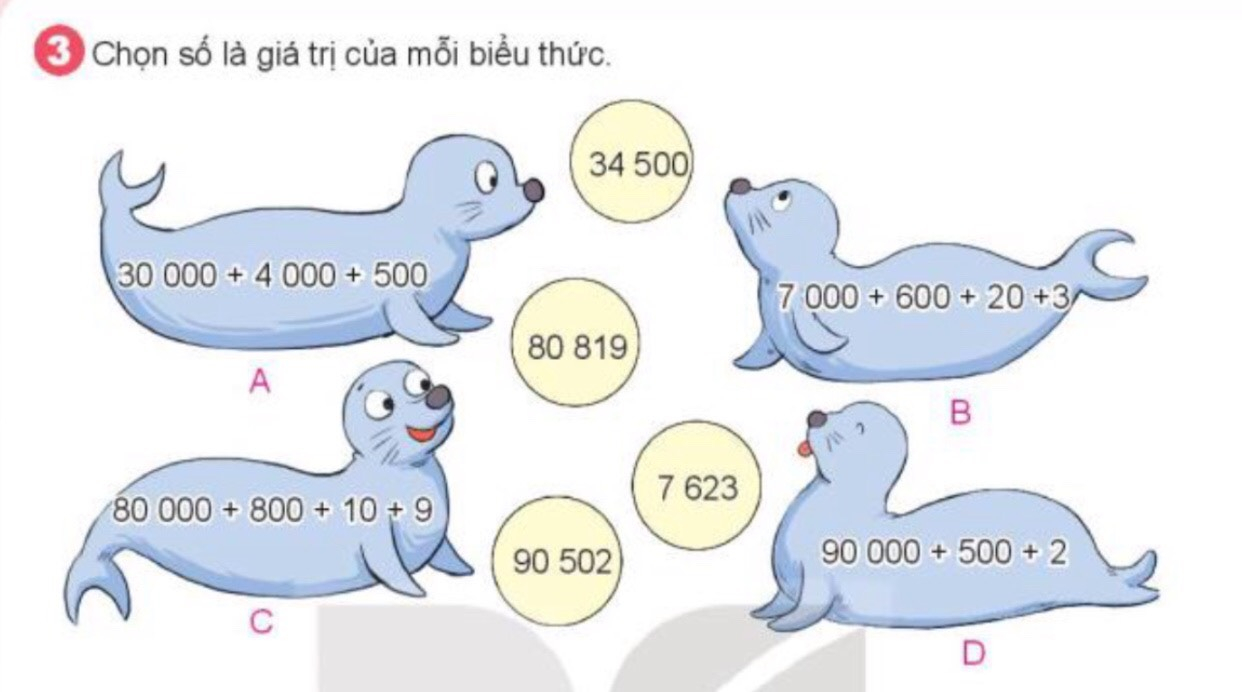 3 Chọn số là giá trị của mỗi biểu thức.
34 500
30 000 + 4 000 + 500
7 000 + 600 + 20 +3
80 819
A
B
7 623
80 000 + 800 + 10 + 9
90 502
90 000 + 500 + 2
C
D